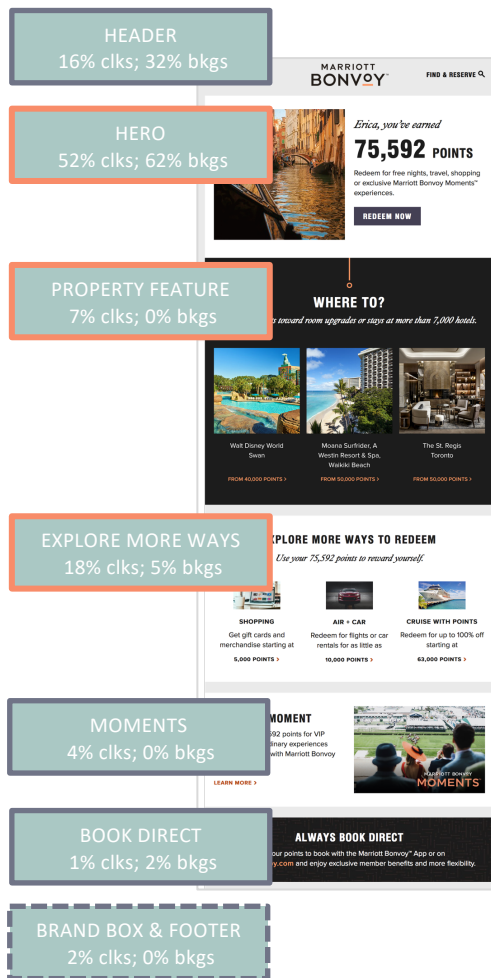 HEADER
16% clks; 32% bkgs
MARRIOTT
BONVOY™
FIND & RESERVE
HERO
52% clks; 62% bkgs
Erica, you've earned
75,592 POINTS
Redeem for free nights, travel, shopping
or exclusive Marriott Bonvoy Moments™
experiences.
REDEEM NOW
PROPERTY FEATURE
7% clks; 0% bkgs
WHERE TO?
toward room upgrades or stays at more than 7,000 hotels.
Walt Disney World
Swan
FROM 40,000 POINTS >
Moana Surfrider, A
Westin Resort & Spa,
Waikiki Beach
FROM 50,000 POINTS >
The St. Regis
Toronto
FROM 50,000 POINTS >
EXPLORE MORE WAYS
18% clks; 5% bkgs
XPLORE MORE WAYS TO REDEEM
Use your 75,592 points to reward yourself.
SHOPPING
Get gift cards and
merchandise starting at
5,000 POINTS >
AIR + CAR
Redeem for flights or car
rentals for as little as
10,000 POINTS >
CRUISE WITH POINTS
Redeem for up to 100% off
starting at
63,000 POINTS >
MOMENTS
4% clks; 0% bkgs
MOMENT
592 points for VIP
dinary experiences
with Marriott Bonvoy
LEARN MORE >
MARRIOTT BONVOY
MOMENTS™
BOOK DIRECT
1% clks; 2% bkgs
ALWAYS BOOK DIRECT
our points to book with the Marriott Bonvoy™ App or on
oy.com and enjoy exclusive member benefits and more flexibility.
BRAND BOX & FOOTER
2% clks; 0% bkgs